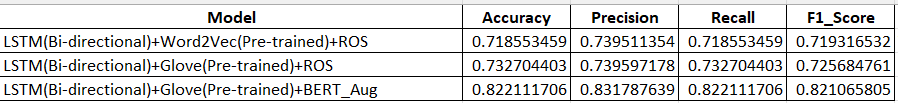 Model Accuracy Precision Recall F1_Score
LSTM(Bi-directional)+Word2Vec(Pre-trained)+ROS 0.718553459 0.739511354 0.718553459 0.719316532
LSTM(Bi-directional)+Glove(Pre-trained)+ROS 0.732704403 0.739597178 0.732704403 0.725684761
LSTM(Bi-directional)+Glove(Pre-trained)+BERT_Aug 0.822111706 0.831787639 0.822111706 0.821065805